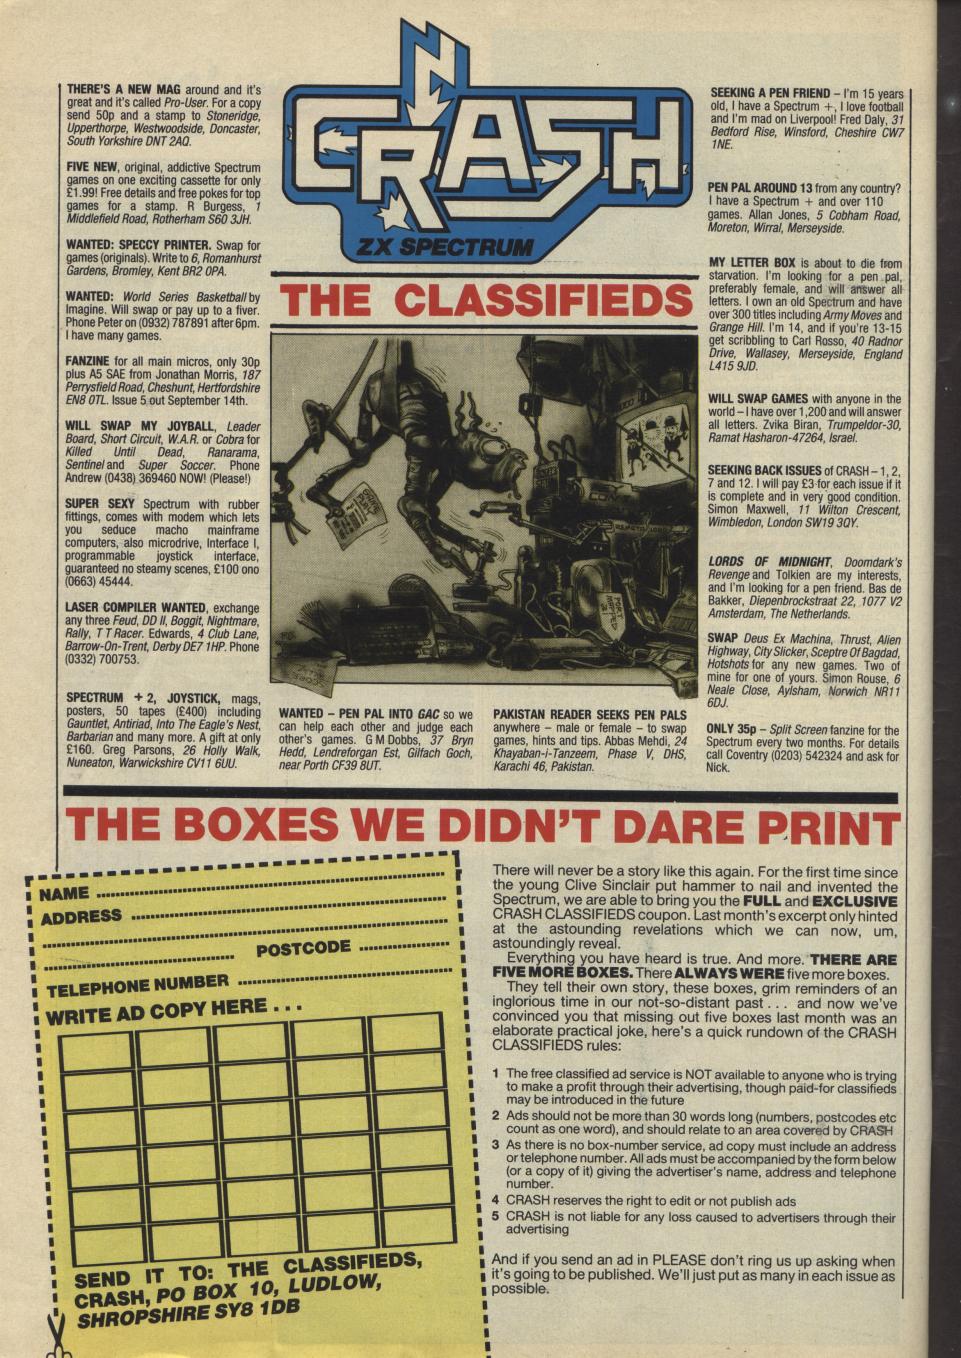 CRASH
ZX SPECTRUM
THE CLASSIFIEDS
THERE'S A NEW MAG around and it's
great and it's called Pro-User. For a copy
send 50p and a stamp to Stoneridge,
Upperthorpe, Westwoodside, Doncaster,
South Yorkshire DNT 2AQ.
FIVE NEW, original, addictive Spectrum
games on one exciting cassette for only
£1.99! Free details and free pokes for top
games for a stamp. R Burgess, 1
Middlefield Road, Rotherham S60 3JH.
WANTED: SPECCY PRINTER. Swap for
games (originals). Write to 6, Romanhurst
Gardens, Bromley, Kent BR2 0PA.
WANTED: World Series Basketball by
Imagine. Will swap or pay up to a fiver.
Phone Peter on (0932) 787891 after 6pm.
I have many games.
FANZINE for all main micros, only 30p
plus A5 SAE from Jonathan Morris, 187
Perrysfield Road, Cheshunt, Hertfordshire
EN8 0TL. Issue 5 out September 14th.
WILL SWAP MY JOYBALL, Leader
Board, Short Circuit, W.A.R. or Cobra for
Killed Until Dead, Ranarama,
Sentinel and Super Soccer. Phone
Andrew (0438) 369460 NOW! (Please!)
SUPER SEXY Spectrum with rubber
fittings, comes with modem which lets
you seduce macho mainframe
computers, also microdrive, Interface I,
programmable joystick interface,
guaranteed no steamy scenes, £100 ono
(0663) 45444.
LASER COMPILER WANTED, exchange
any three Feud, DD II, Boggit, Nightmare,
Rally, T T Racer. Edwards, 4 Club Lane,
Barrow-On-Trent, Derby DE7 1HP. Phone
(0332) 700753.
SPECTRUM +2, JOYSTICK, mags,
posters, 50 tapes (£400) including
Gauntlet, Antiriad, Into The Eagle's Nest,
Barbarian and many more. A gift at only
£160. Greg Parsons, 26 Holly Walk,
Nuneaton, Warwickshire CV11 6UU.
WANTED – PEN PAL INTO GAC so we
can help each other and judge each
other's games. G M Dobbs, 37 Bryn
Hedd, Lendreforgan Est, Gilfach Goch,
near Porth CF39 8UT.
PAKISTAN READER SEEKS PEN PALS
anywhere – male or female – to swap
games, hints and tips. Abbas Mehdi, 24
Khayaban-i-Tanzeem, Phase V, DHS,
Karachi 46, Pakistan.
SEEKING A PEN FRIEND – I'm 15 years
old, I have a Spectrum +, I love football
and I'm mad on Liverpool! Fred Daly, 31
Bedford Rise, Winsford, Cheshire CW7
1NE.
PEN PAL AROUND 13 from any country?
I have a Spectrum + and over 110
games. Allan Jones, 5 Cobham Road,
Moreton, Wirral, Merseyside.
MY LETTER BOX is about to die from
starvation. I'm looking for a pen pal,
preferably female, and will answer all
letters. I own an old Spectrum and have
over 300 titles including Army Moves and
Grange Hill. I'm 14, and if you're 13-15
get scribbling to Carl Rosso, 40 Radnor
Drive, Wallasey, Merseyside, England
L415 9JD.
WILL SWAP GAMES with anyone in the
world – I have over 1,200 and will answer
all letters. Zvika Biran, Trumpeldor-30,
Ramat Hasharon-47264, Israel.
SEEKING BACK ISSUES of CRASH – 1, 2,
7 and 12. I will pay £3 for each issue if it
is complete and in very good condition.
Simon Maxwell, 11 Wilton Crescent,
Wimbledon, London SW19 3QY.
LORDS OF MIDNIGHT, Doomdark's
Revenge and Tolkien are my interests,
and I'm looking for a pen friend. Bas de
Bakker, Diepenbrockstraat 22, 1077 V2
Amsterdam, The Netherlands.
SWAP Deus Ex Machina, Thrust, Alien
Highway, City Slicker, Sceptre Of Bagdad,
Hotshots for any new games. Two of
mine for one of yours. Simon Rouse, 6
Neale Close, Aylsham, Norwich NR11
6DJ.
ONLY 35p – Split Screen fanzine for the
Spectrum every two months. For details
call Coventry (0203) 542324 and ask for
Nick.
THE BOXES WE DIDN'T DARE PRINT
NAME
ADDRESS
POSTCODE
TELEPHONE NUMBER
WRITE AD COPY HERE . . .
SEND IT TO: THE CLASSIFIEDS,
CRASH, PO BOX 10, LUDLOW,
SHROPSHIRE SY8 1DB
There will never be a story like this again. For the first time since
the young Clive Sinclair put hammer to nail and invented the
Spectrum, we are able to bring you the FULL and EXCLUSIVE
CRASH CLASSIFIEDS coupon. Last month's excerpt only hinted
at the astounding revelations which we can now, um,
astoundingly reveal.
Everything you have heard is true. And more. THERE ARE
FIVE MORE BOXES. There ALWAYS WERE five more boxes.
They tell their own story, these boxes, grim reminders of an
inglorious time in our not-so-distant past . . . and now we've
convinced you that missing out five boxes last month was an
elaborate practical joke, here's a quick rundown of the CRASH
CLASSIFIEDS rules:
1 The free classified ad service is NOT available to anyone who is trying
to make a profit through their advertising, though paid-for classifieds
may be introduced in the future
2 Ads should not be more than 30 words long (numbers, postcodes etc
count as one word), and should relate to an area covered by CRASH
3 As there is no box-number service, ad copy must include an address
or telephone number. All ads must be accompanied by the form below
(or a copy of it) giving the advertiser's name, address and telephone
number.
4 CRASH reserves the right to edit or not publish ads
5 CRASH is not liable for any loss caused to advertisers through their
advertising
And if you send an ad in PLEASE don't ring us up asking when
it's going to be published. We'll just put as many in each issue as
possible.